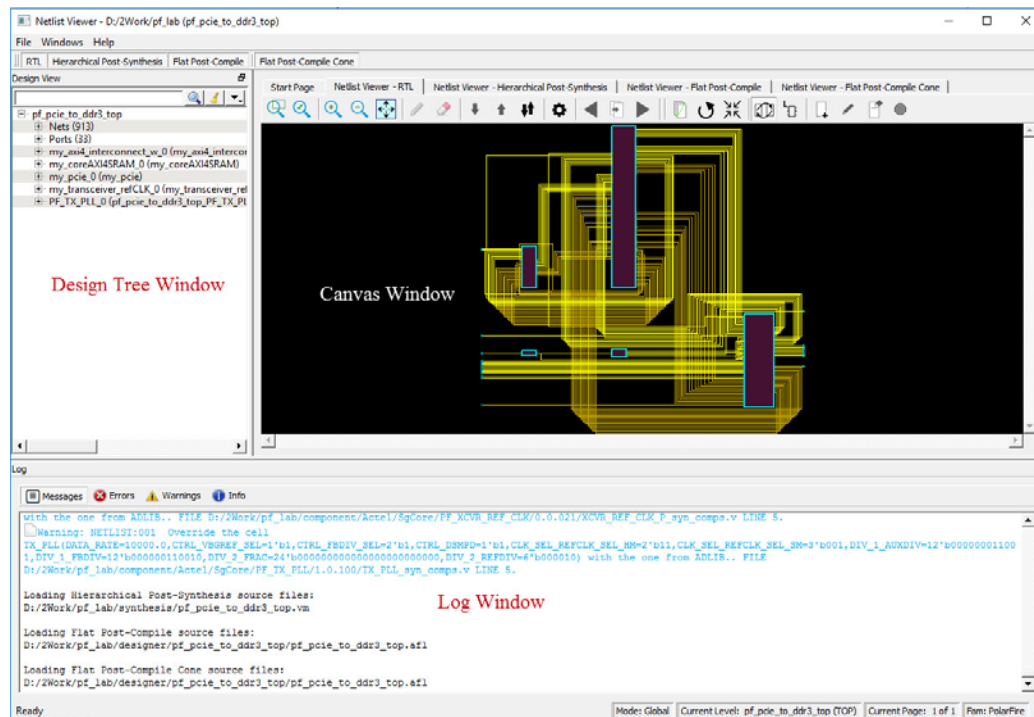 Netlist Viewer - D:/2Work/pf_lab (pf_pcie_to_ddr3_top)
File Windows Help
RTL Hierarchical Post-Synthesis Flat Post-Compile Flat Post-Compile Cone
Design View
Start Page Netlist Viewer - RTL Netlist Viewer - Hierarchical Post-Synthesis Netlist Viewer - Flat Post-Compile Netlist Viewer - Flat Post-Compile Cone
pf_pcie_to_ddr3_top
Nets (913)
Ports (33)
my_axi4_interconnect_w_0 (my_axi4_intercor
my_coreAXI4SRAM_0 (my_coreAXI4SRAM)
my_pcie_0 (my_pcie)
my_transceiver_refCLK_0 (my_transceiver_ref
PF_TX_PLL_0 (pf_pcie_to_ddr3_top_PF_TX_PL
Design Tree Window
Canvas Window
Log
Messages Errors Warnings Info
with the one from ADLIB.. FILE D:/2Work/pf_lab/component/Actel/SgCore/PF_XCVR_REF_CLK/0.0.021/XCVR_REF_CLK_P_syn_comps.v LINE 5.
Warning: NETLIST:001 Override the cell
TX_PLL(DATA_RATE=10000.0,CTRL_VBGREF_SEL=1'b1,CTRL_FBDIV_SEL=2'b1,CTRL_DSMPD=1'b1,CLK_SEL_REFCLK_SEL_HM=2'b11,CLK_SEL_REFCLK_SEL_SM=3'b001,DIV_1_AUXDIV=12'b00000001100
1,DIV_1_FBDIV=12'b000000110010,DIV_2_FRAC=24'b000000000000000000000000,DIV_2_REFDIV=6'b000010) with the one from ADLIB.. FILE
D:/2Work/pf_lab/component/Actel/SgCore/PF_TX_PLL/1.0.100/TX_PLL_syn_comps.v LINE 5.
Loading Hierarchical Post-Synthesis source files:
D:/2Work/pf_lab/synthesis/pf_pcie_to_ddr3_top.vm
Log Window
Loading Flat Post-Compile source files:
D:/2Work/pf_lab/designer/pf_pcie_to_ddr3_top/pf_pcie_to_ddr3_top.afl
Loading Flat Post-Compile Cone source files:
D:/2Work/pf_lab/designer/pf_pcie_to_ddr3_top/pf_pcie_to_ddr3_top.afl
Ready Mode: Global Current Level: pf_pcie_to_ddr3_top (TOP) Current Page: 1 of 1 Fam: PolarFire